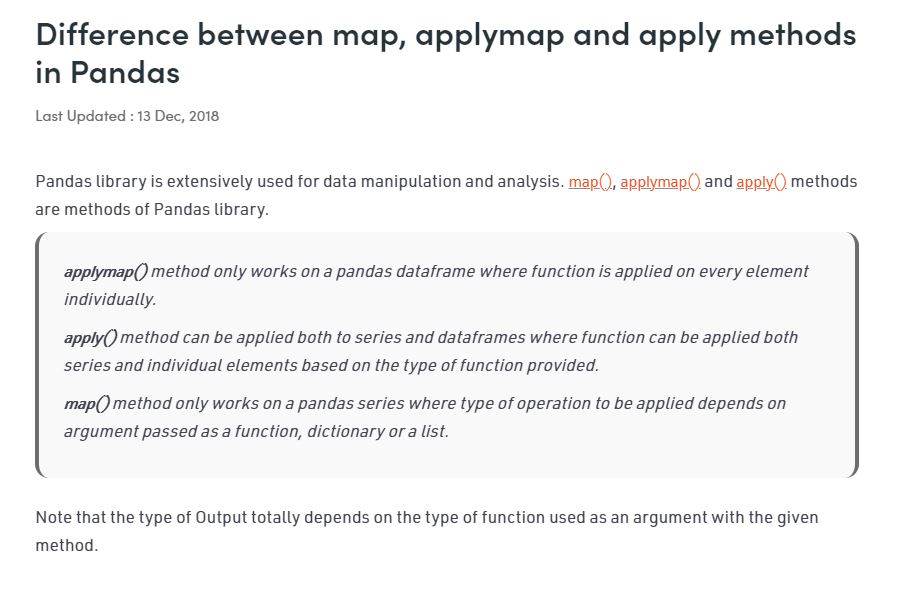 Difference between map, applymap and apply methods
in Pandas
Last Updated : 13 Dec, 2018
Pandas library is extensively used for data manipulation and analysis. map(), applymap() and apply() methods
are methods of Pandas library.
applymap() method only works on a pandas dataframe where function is applied on every element
individually.
apply() method can be applied both to series and dataframes where function can be applied both
series and individual elements based on the type of function provided.
map() method only works on a pandas series where type of operation to be applied depends on
argument passed as a function, dictionary or a list.
Note that the type of Output totally depends on the type of function used as an argument with the given
method.